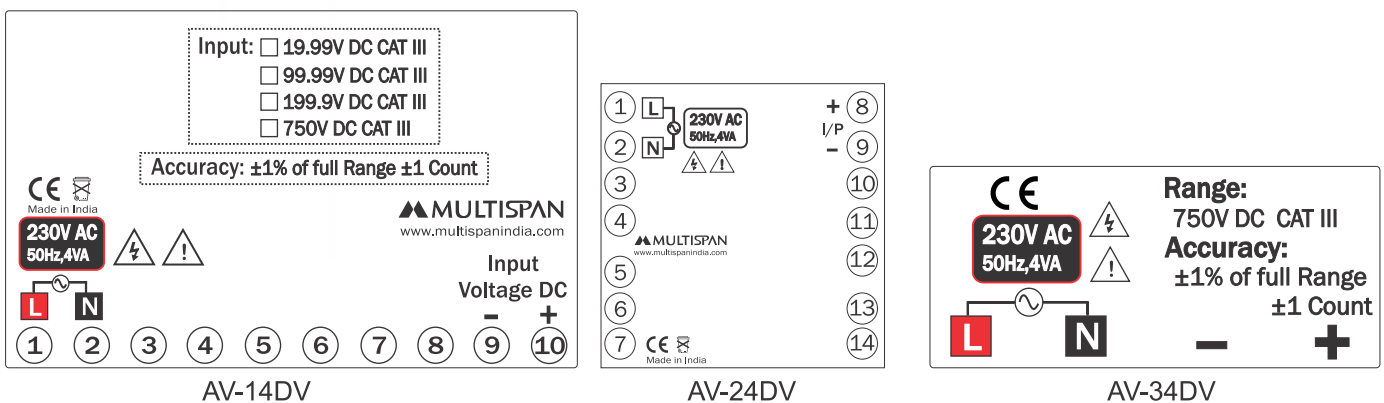 Input: 19.99V DC CAT III
99.99V DC CAT III
199.9V DC CAT III
750V DC CAT III
Accuracy: ±1% of full Range ±1 Count
CE
Made in India
230V AC
50Hz,4VA
L N
MULTISPAN
www.multispanindia.com
Input
Voltage DC
- +
1 2 3 4 5 6 7 8 9 10
AV-14DV
1 L
2 N
3
4
5
6
7
230V AC
50Hz,4VA
MULTISPAN
www.multispanindia.com
CE
Made in India
+ 8
I/P
- 9
10
11
12
13
14
AV-24DV
CE
230V AC
50Hz,4VA
L N
Range:
750V DC CAT III
Accuracy:
±1% of full Range
±1 Count
- +
AV-34DV